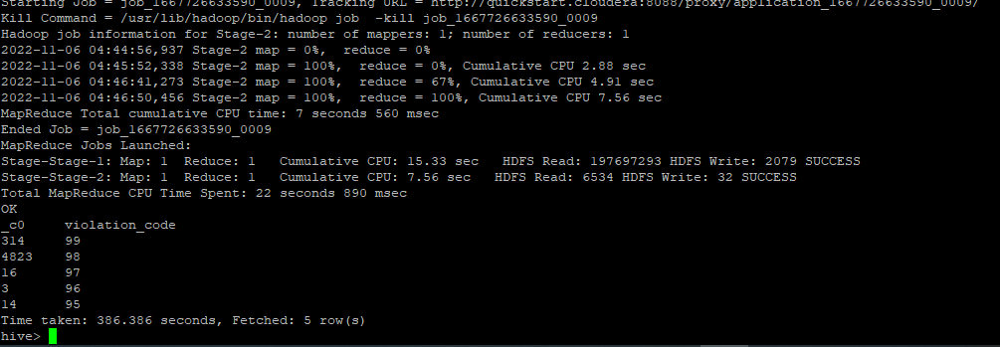 Starting Job = job_1667726633590_0009, Tracking URL = http://quickstart.cloudera:8088/proxy/application_1667726633590_0009/
Kill Command = /usr/lib/hadoop/bin/hadoop job  -kill job_1667726633590_0009
Hadoop job information for Stage-2: number of mappers: 1; number of reducers: 1
2022-11-06 04:44:56,937 Stage-2 map = 0%,  reduce = 0%
2022-11-06 04:45:52,338 Stage-2 map = 100%,  reduce = 0%, Cumulative CPU 2.88 sec
2022-11-06 04:46:41,273 Stage-2 map = 100%,  reduce = 67%, Cumulative CPU 4.91 sec
2022-11-06 04:46:50,456 Stage-2 map = 100%,  reduce = 100%, Cumulative CPU 7.56 sec
MapReduce Total cumulative CPU time: 7 seconds 560 msec
Ended Job = job_1667726633590_0009
MapReduce Jobs Launched:
Stage-Stage-1: Map: 1  Reduce: 1   Cumulative CPU: 15.33 sec   HDFS Read: 197697293 HDFS Write: 2079 SUCCESS
Stage-Stage-2: Map: 1  Reduce: 1   Cumulative CPU: 7.56 sec   HDFS Read: 6534 HDFS Write: 32 SUCCESS
Total MapReduce CPU Time Spent: 22 seconds 890 msec
OK
_c0     violation_code
314     99
4823    98
16      97
3       96
14      95
Time taken: 386.386 seconds, Fetched: 5 row(s)
hive>